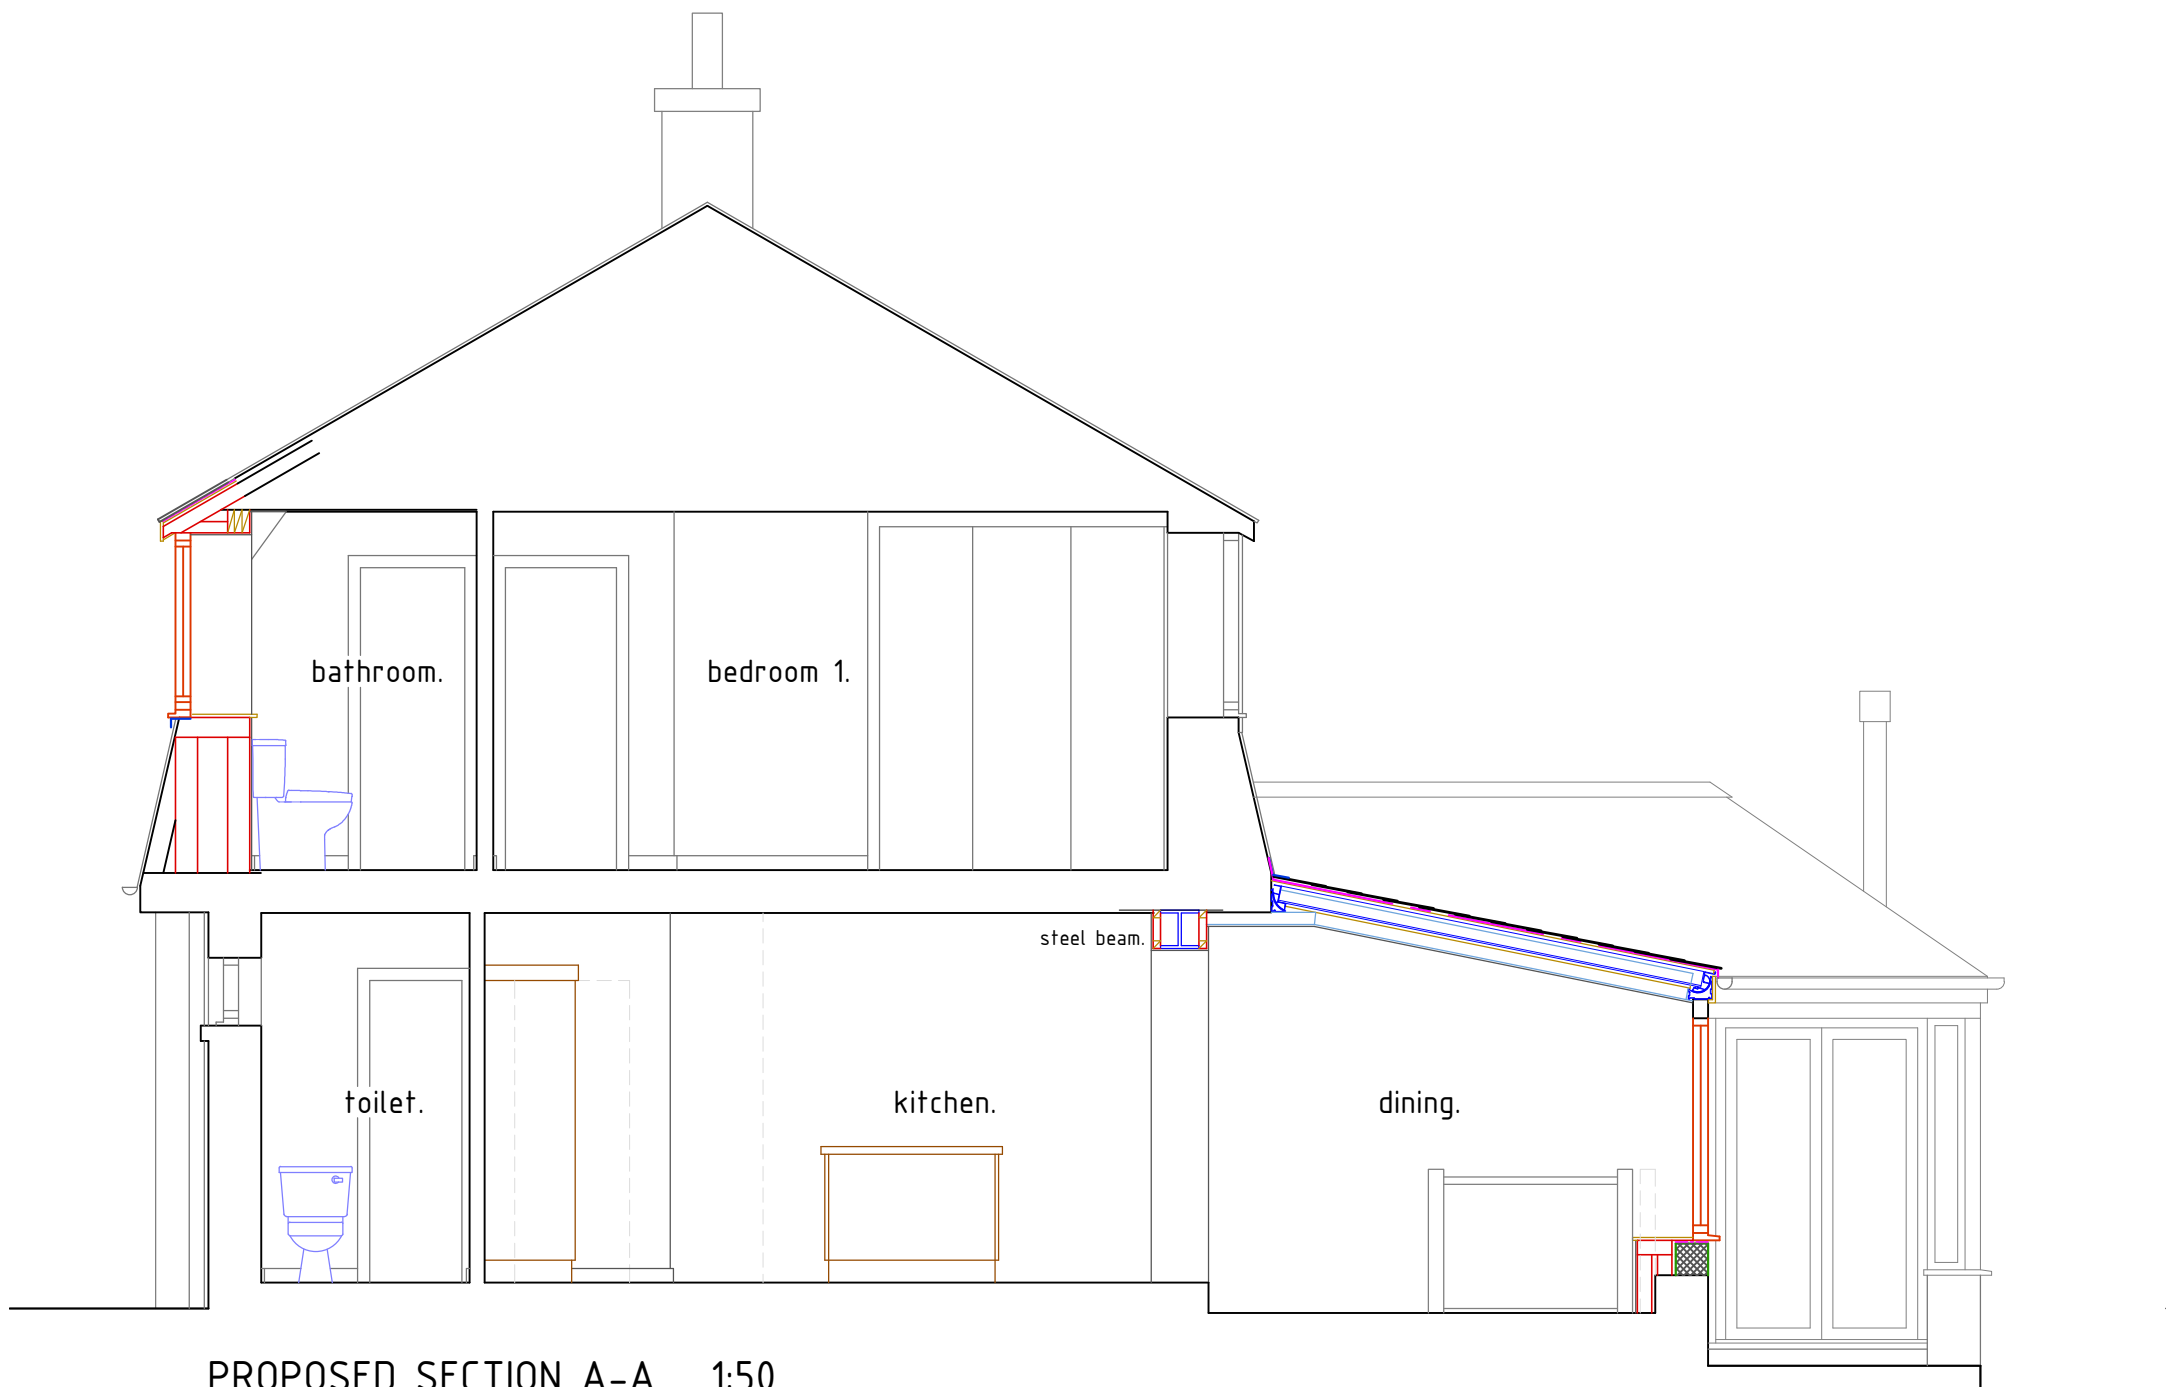 bathroom.
bedroom 1.
steel beam.
toilet.
kitchen.
dining.
PROPOSED SECTION A-A 1:50